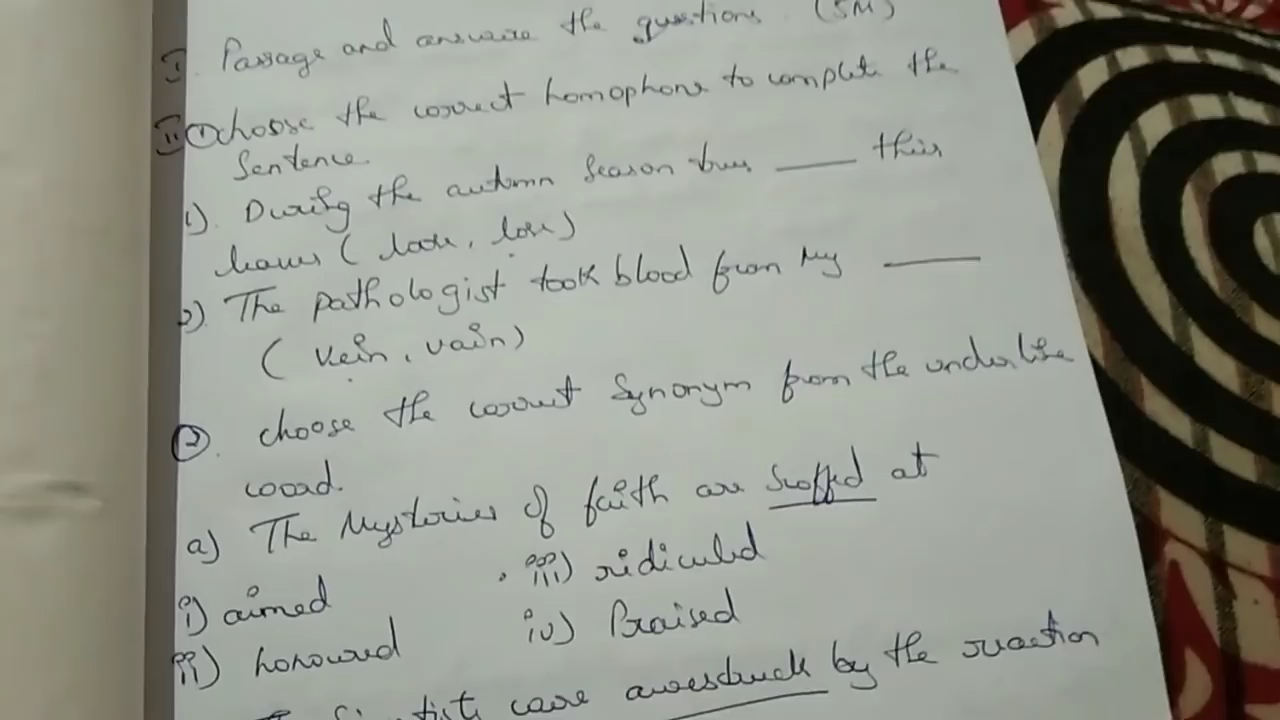 I. Passage and answere the questions. (5M)
II ① Choose the correct homophone to complete the
Sentence.
1). During the autumn season trees ____ their
leaves ( loose, lose)
2). The pathologist took blood from my ____
( Vein, vain)
②. choose the correct Synonym from the underline
word.
a) The Mysteries of faith are Scoffed at
i) aimed iii) ridiculed
ii) honoured iv) Praised
were awestruck by the reaction